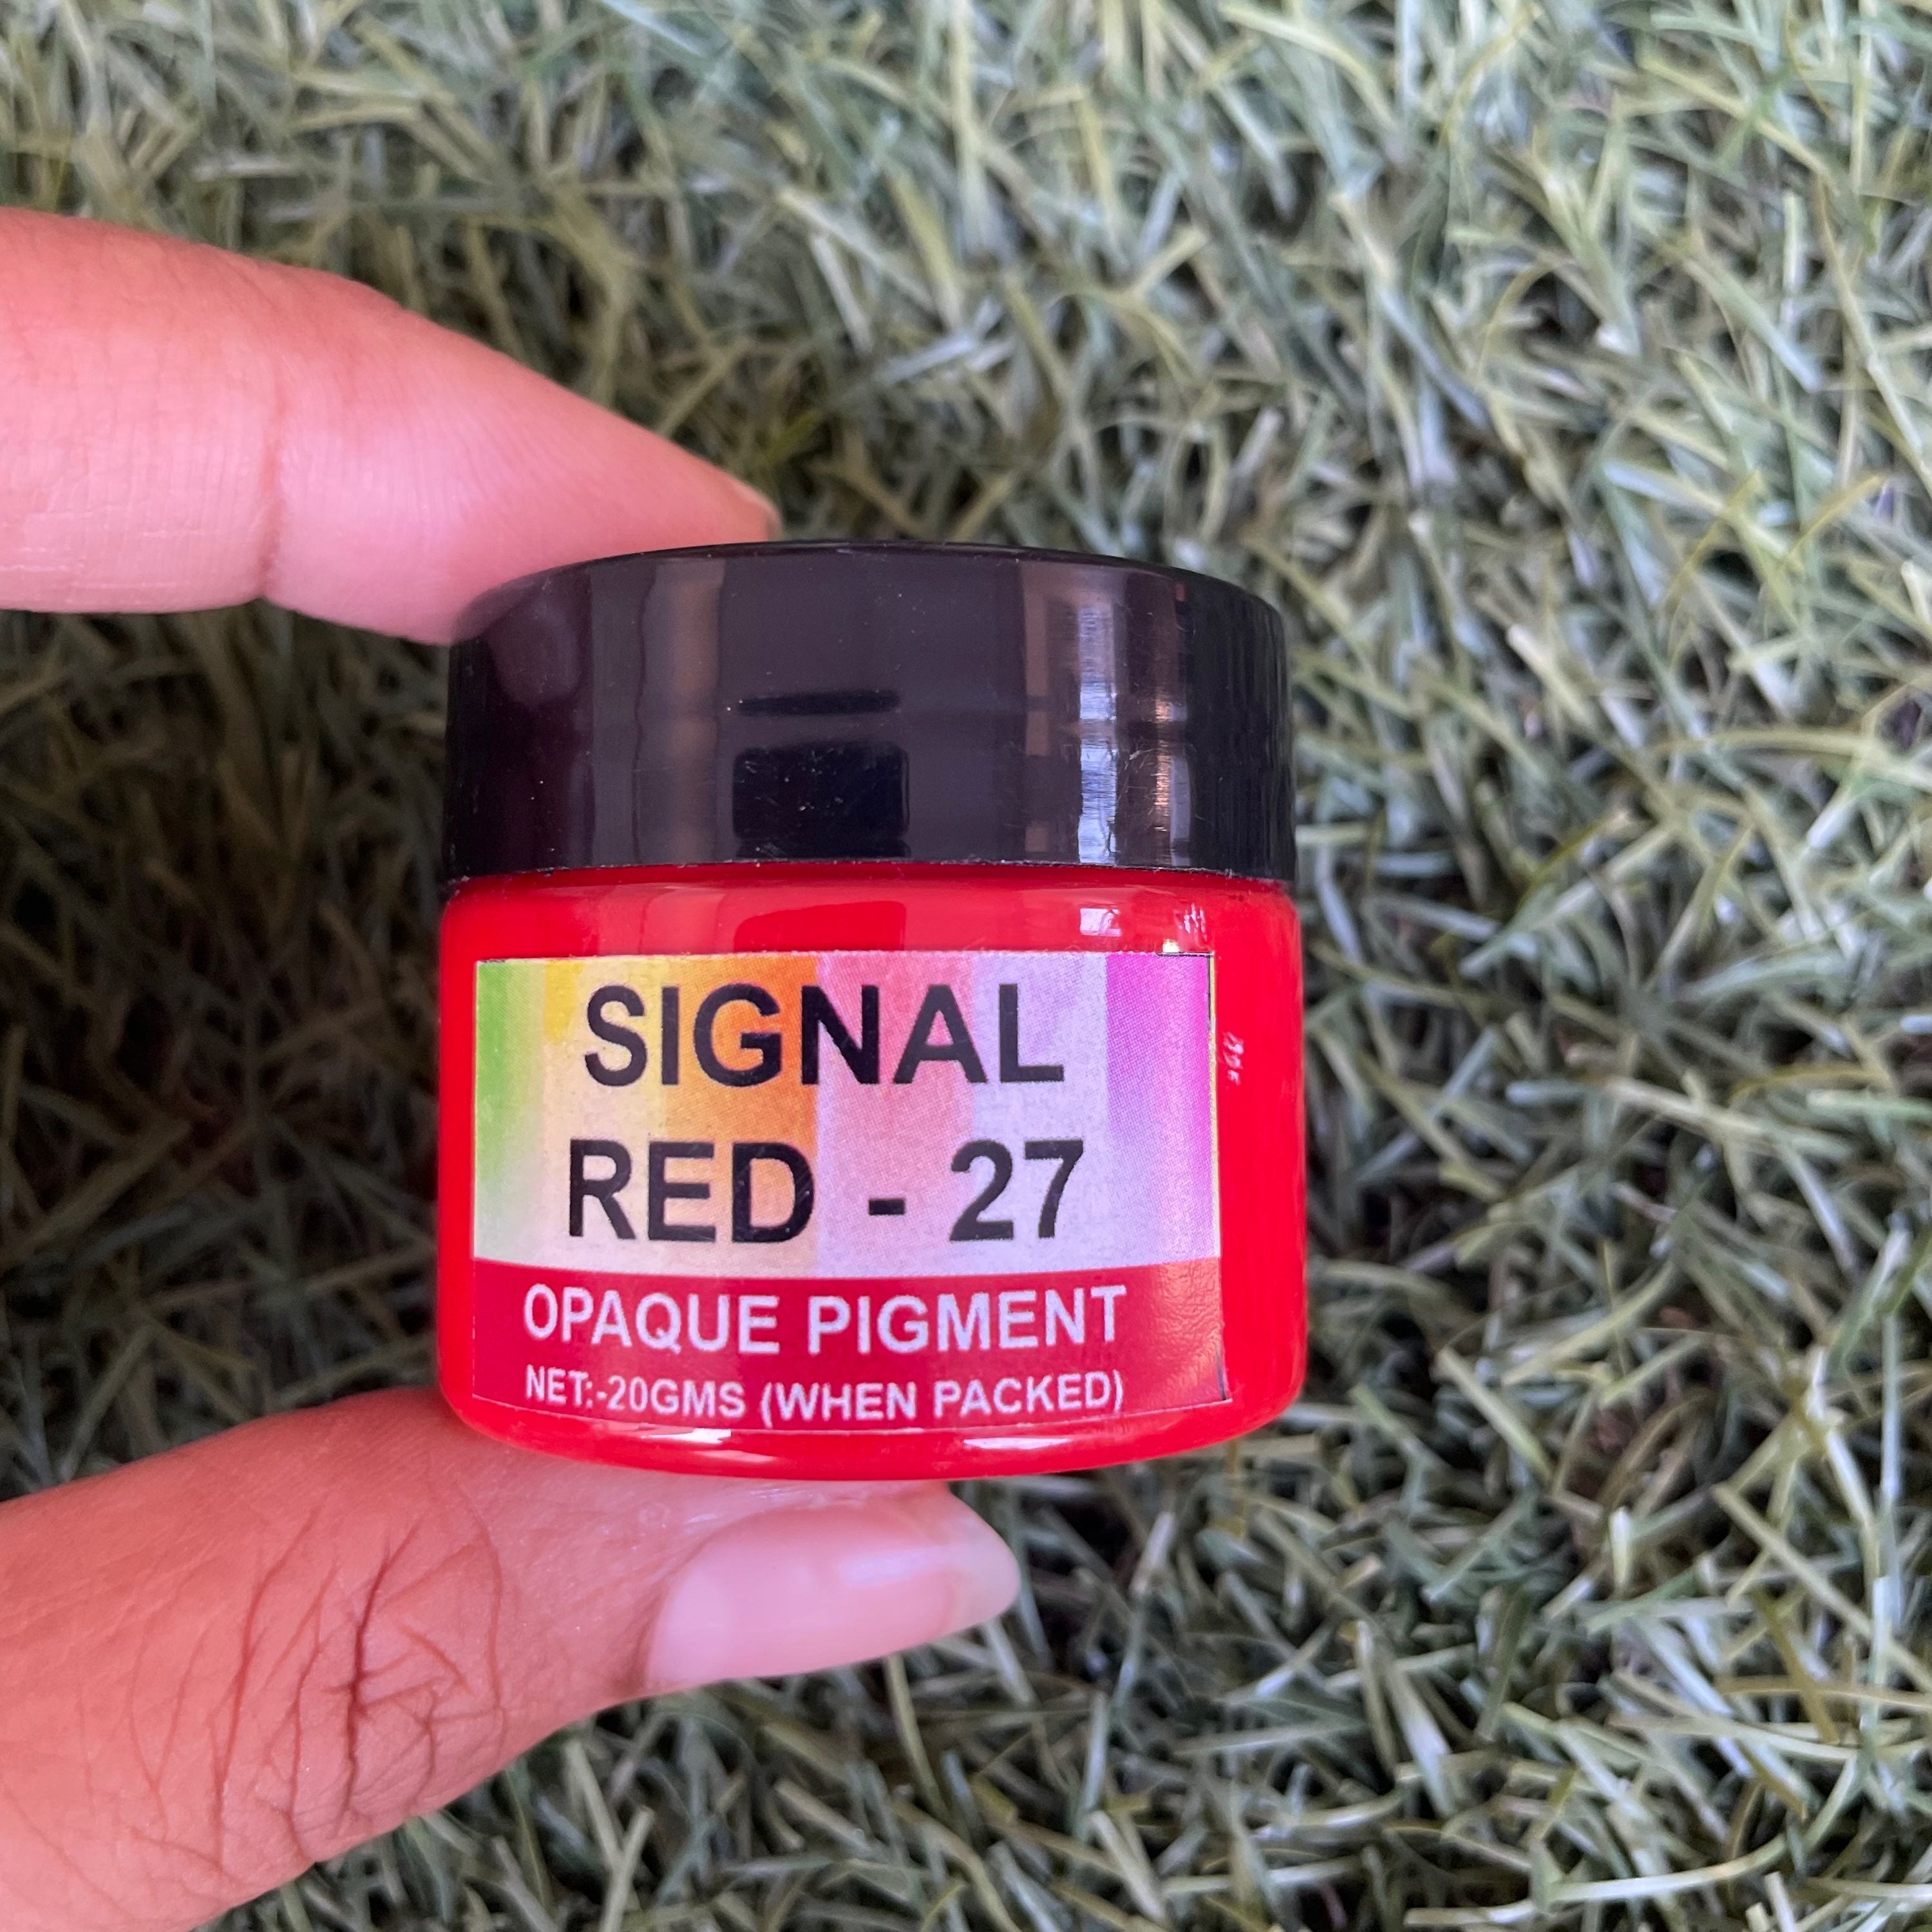 SIGNAL
RED - 27
OPAQUE PIGMENT
NET:-20GMS (WHEN PACKED)